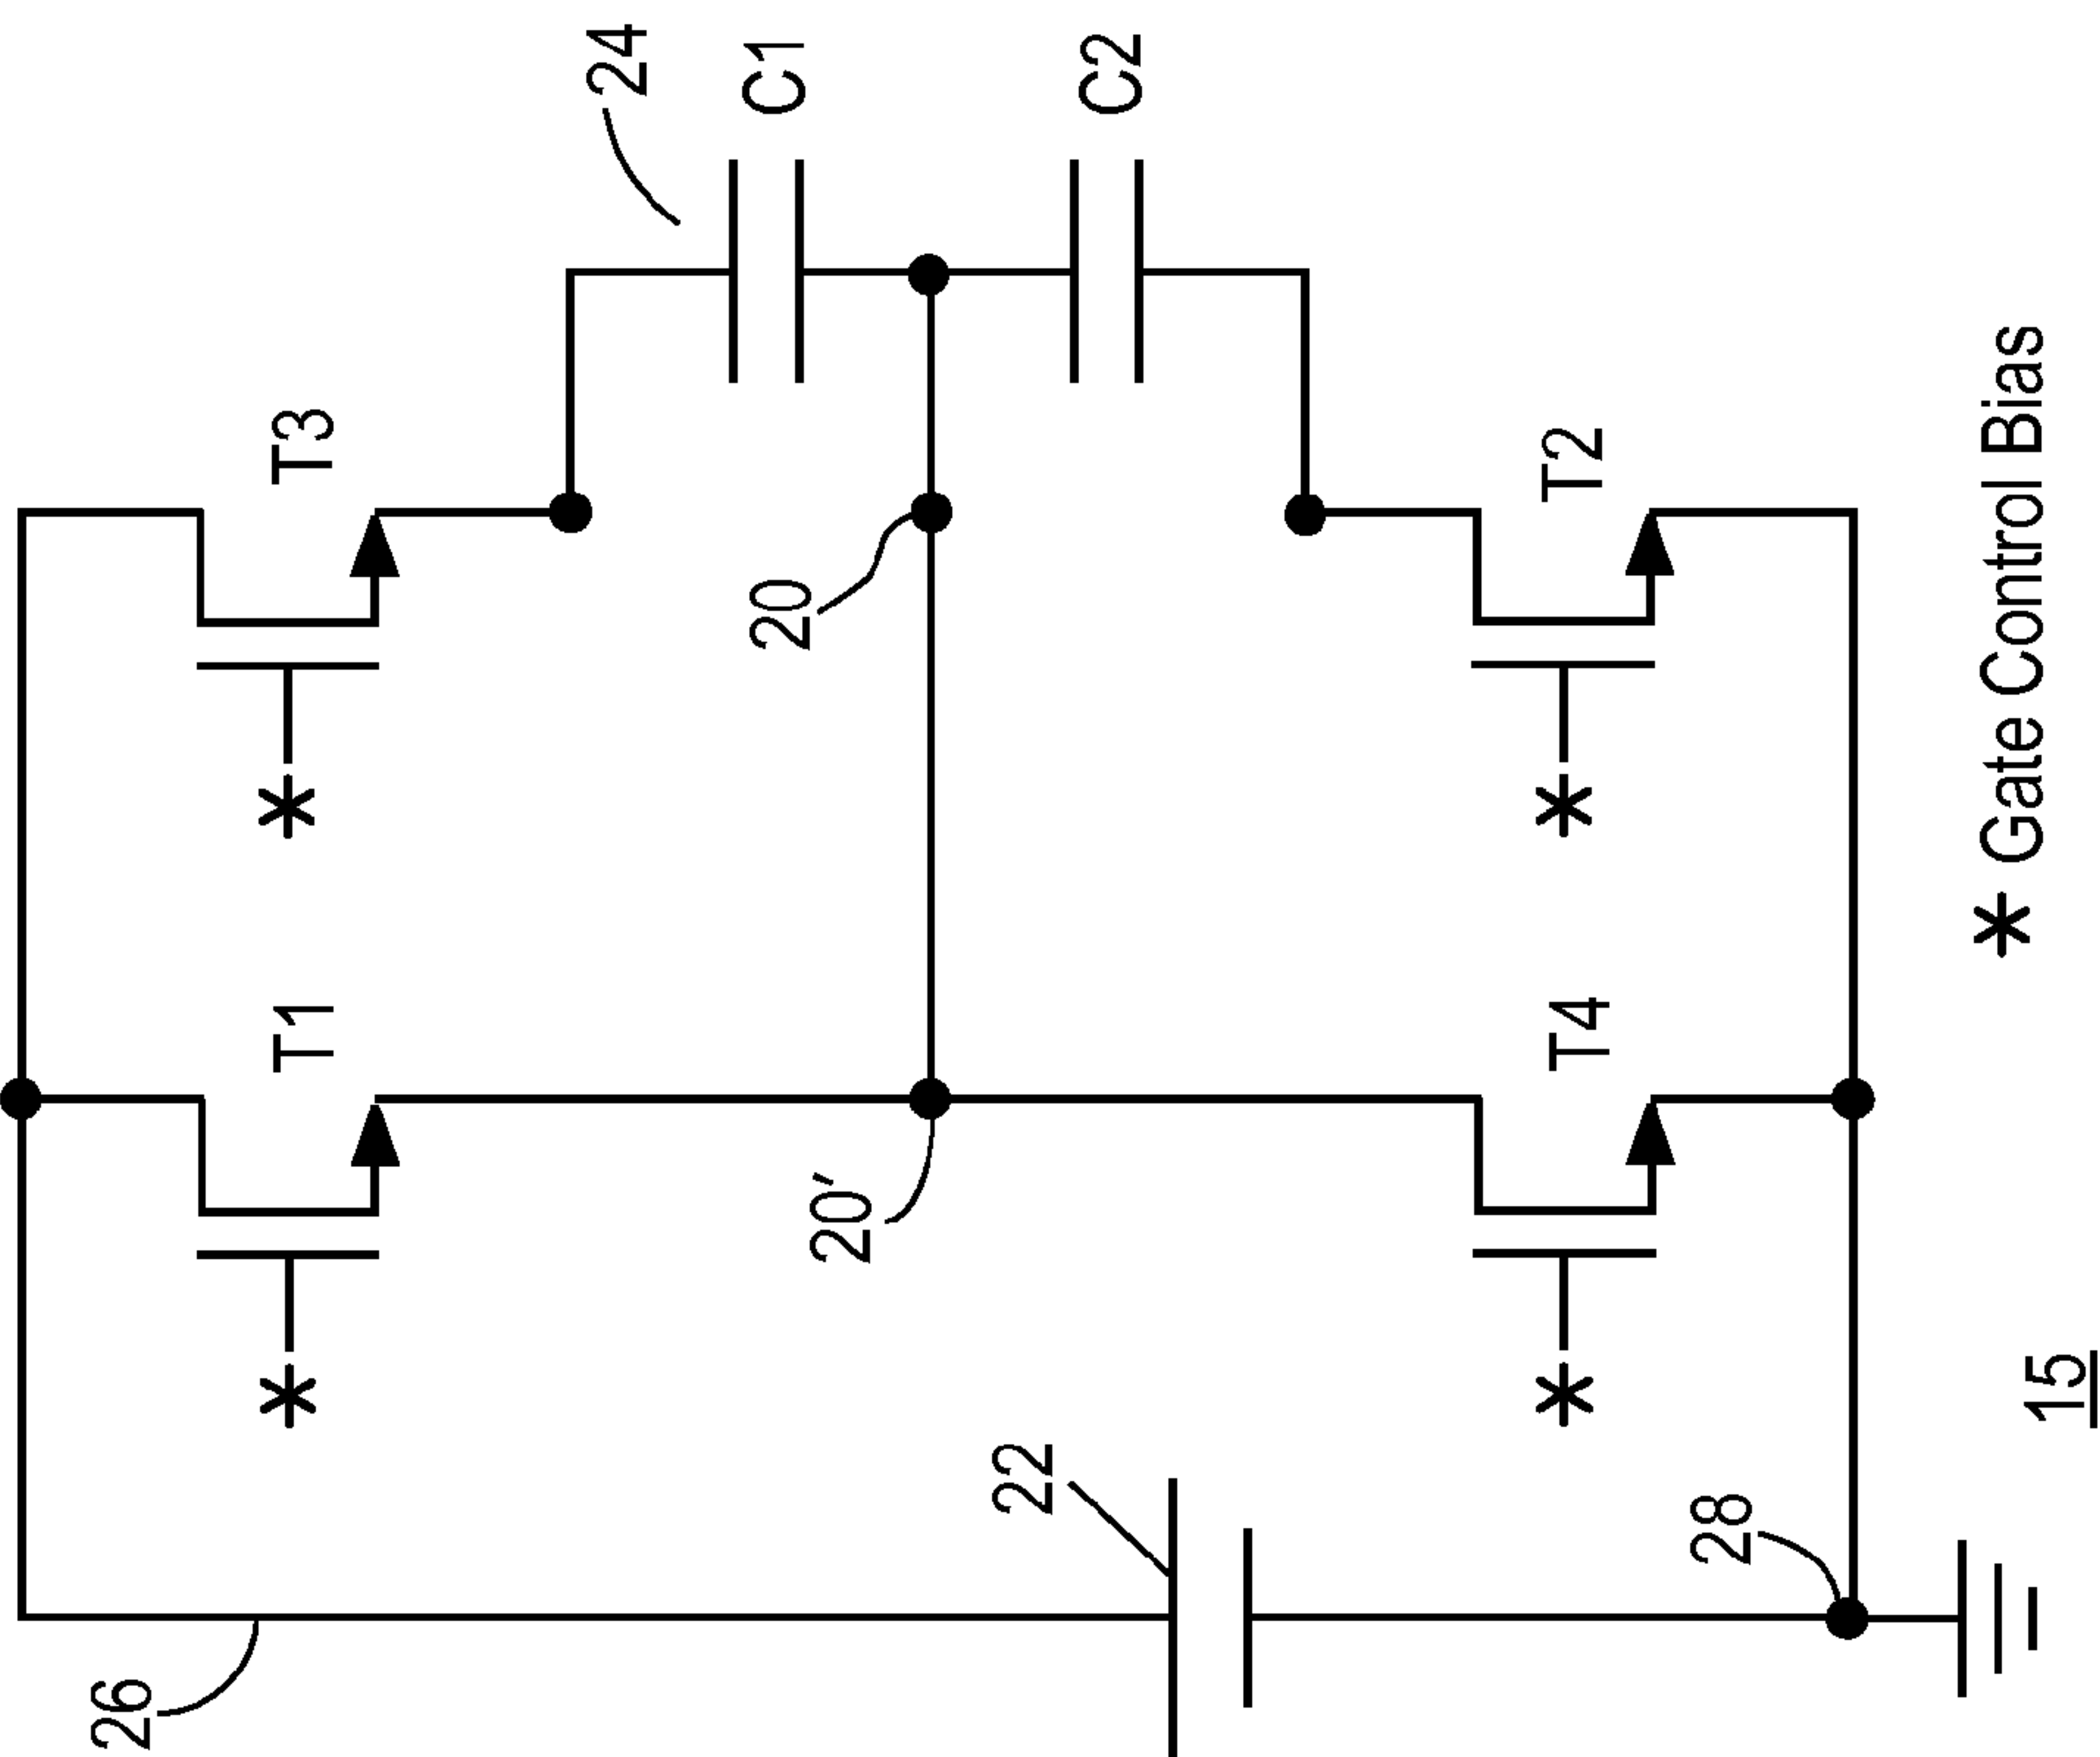 24
C1
C2
T3
20
T2
T1
20′
T4
* Gate Control Bias
22
28
26
15